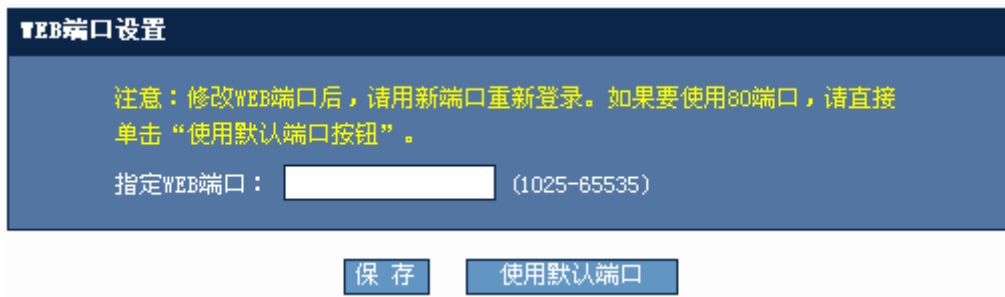 WEB端口设置
注意：修改WEB端口后，请用新端口重新登录。如果要使用80端口，请直接
单击“使用默认端口按钮”。
指定WEB端口： (1025-65535)
保 存 使用默认端口